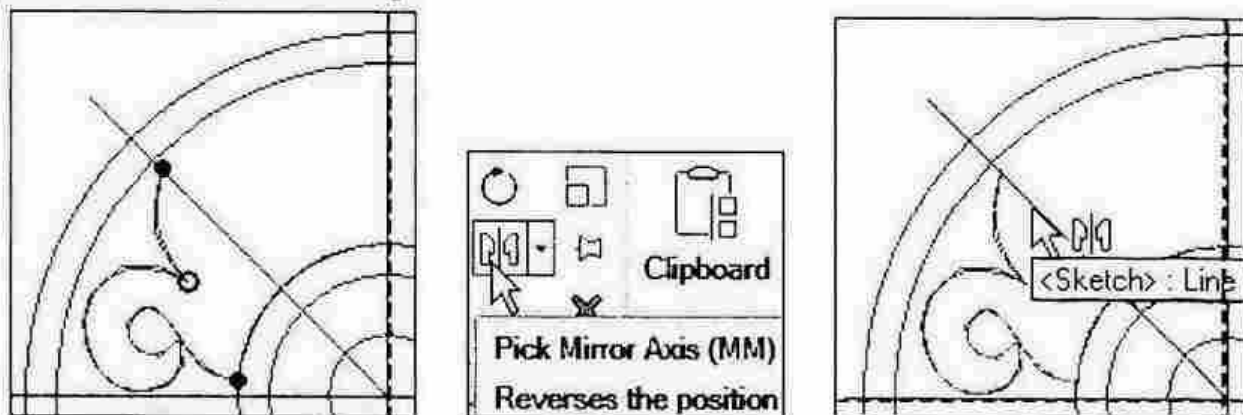 Clipboard
Pick Mirror Axis (MM)
Reverses the position
<Sketch> : Line